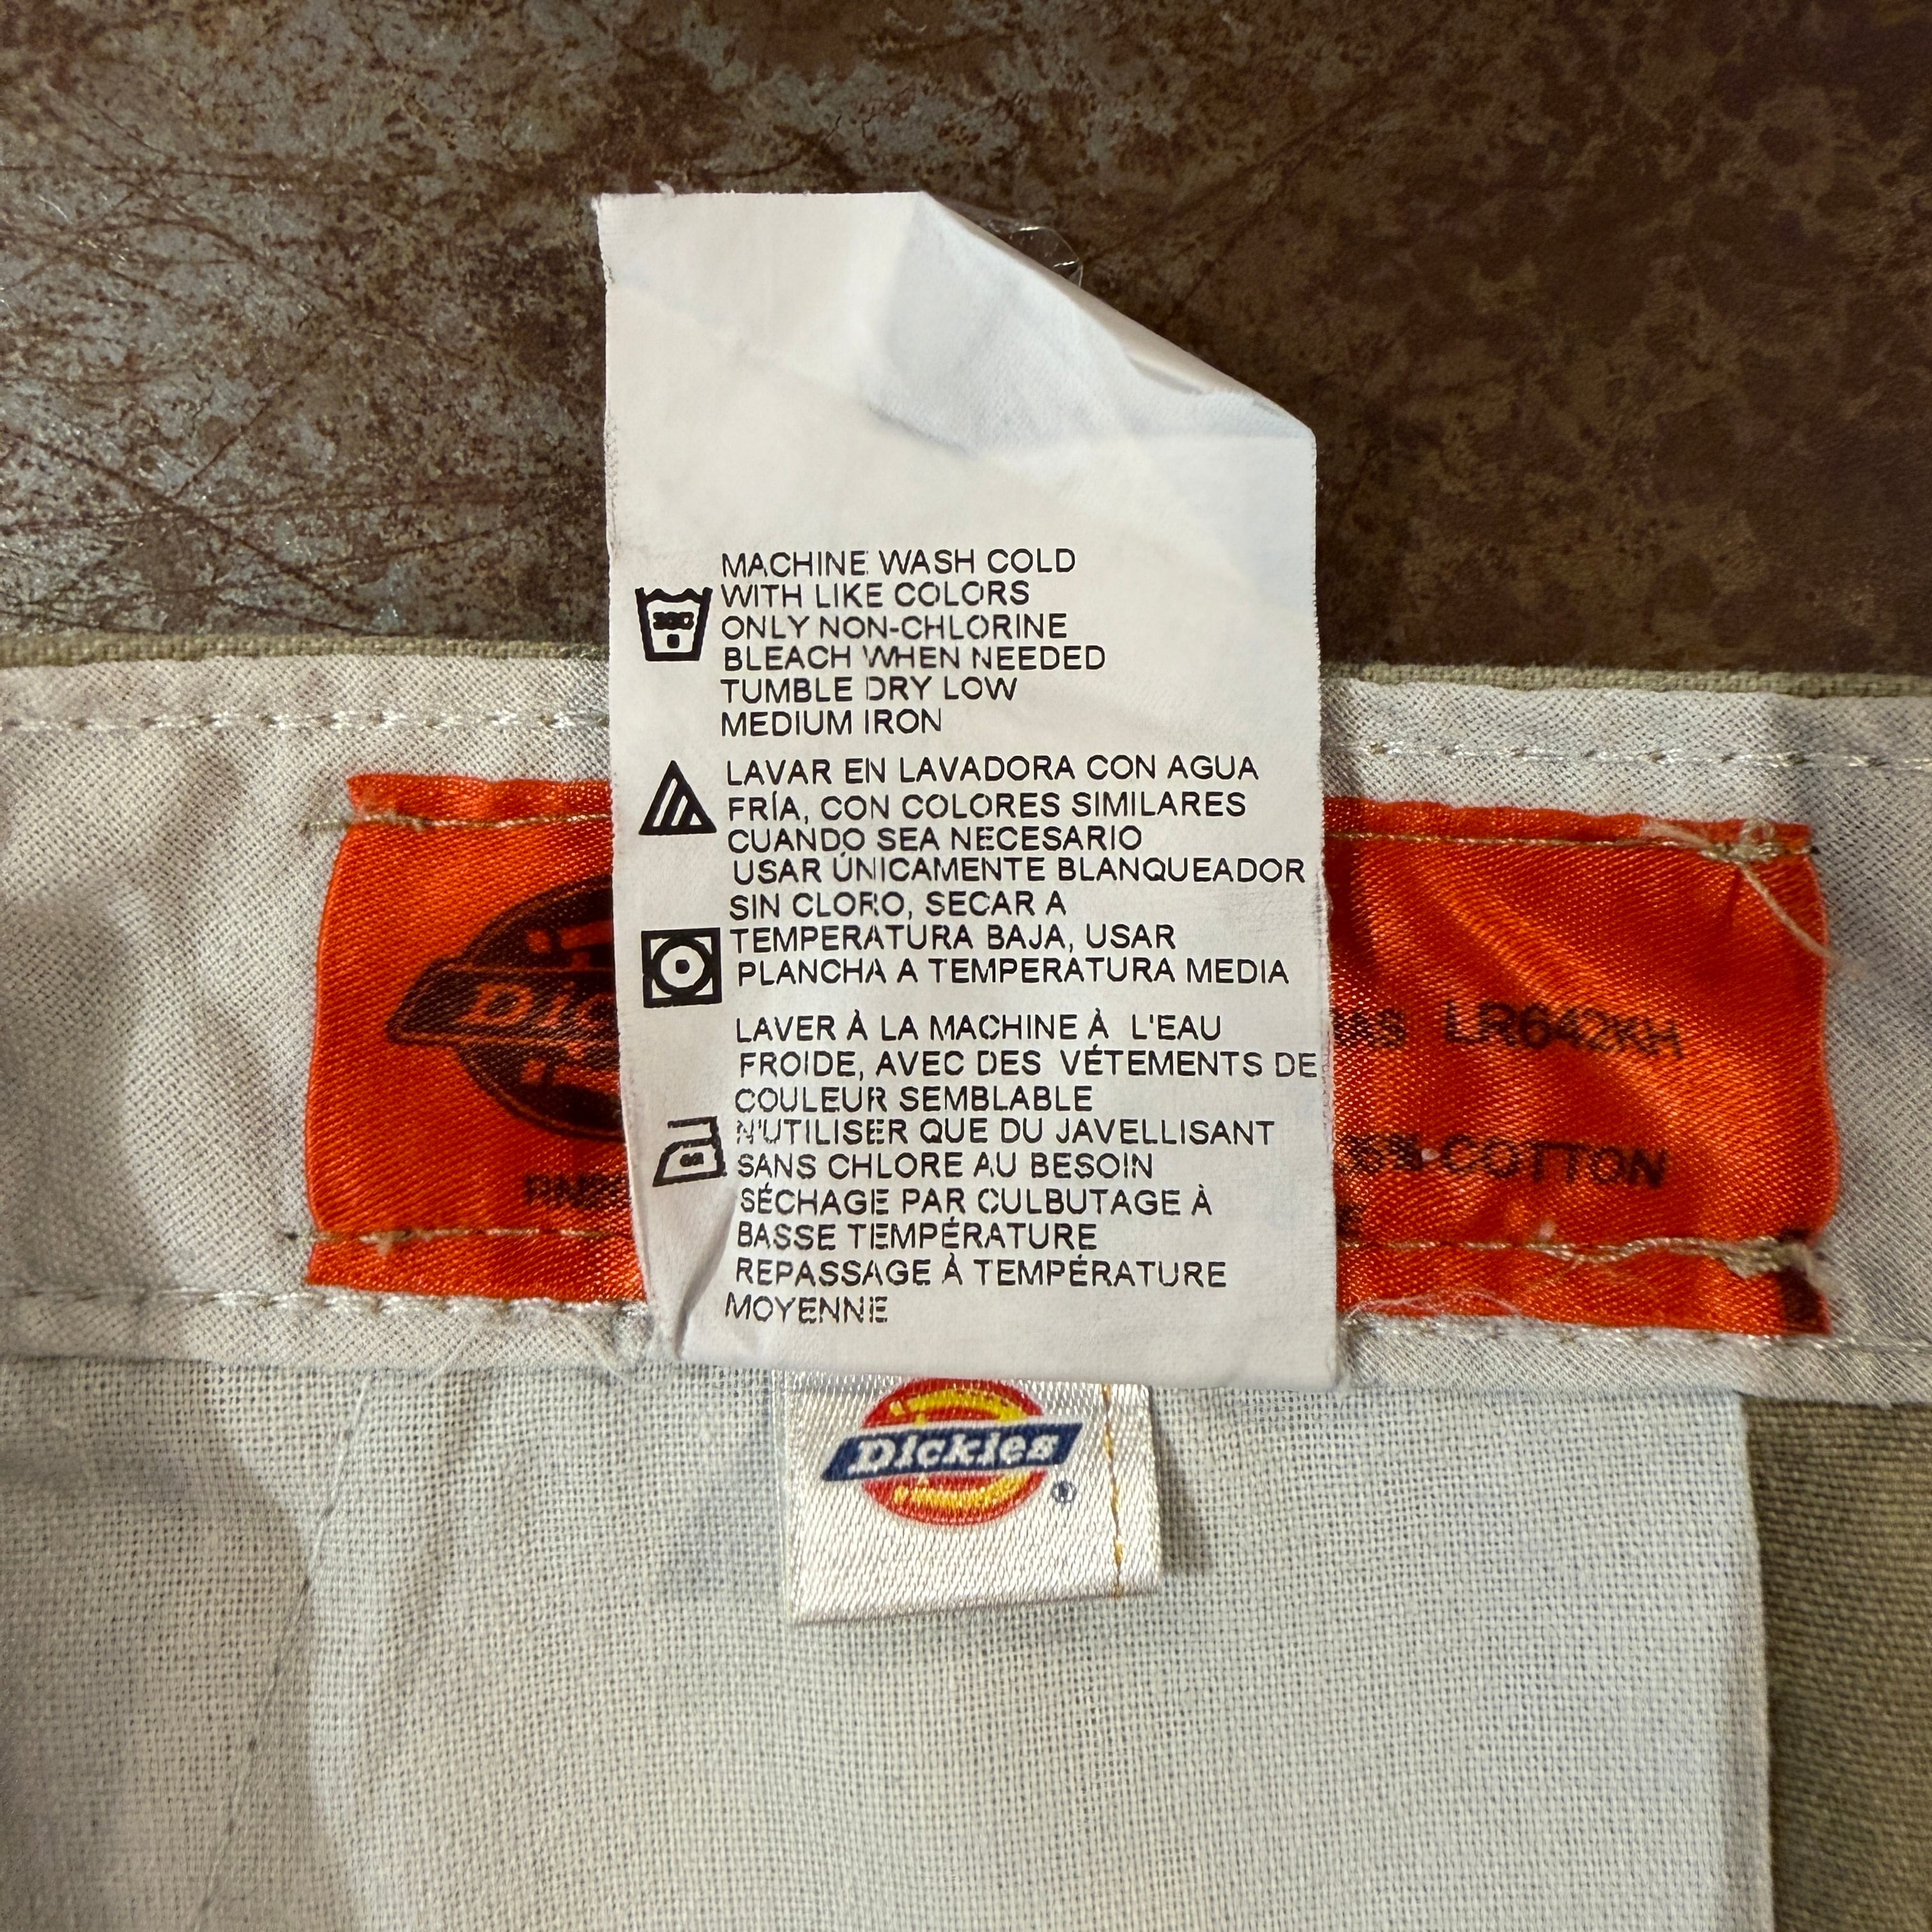 MACHINE WASH COLD
WITH LIKE COLORS
ONLY NON-CHLORINE
BLEACH WHEN NEEDED
TUMBLE DRY LOW
MEDIUM IRON
LAVAR EN LAVADORA CON AGUA
FRÍA, CON COLORES SIMILARES
CUANDO SEA NECESARIO
USAR ÚNICAMENTE BLANQUEADOR
SIN CLORO, SECAR A
TEMPERATURA BAJA, USAR
PLANCHA A TEMPERATURA MEDIA
LAVER À LA MACHINE À L'EAU
FROIDE, AVEC DES VÉTEMENTS DE
COULEUR SEMBLABLE
N'UTILISER QUE DU JAVELLISANT
SANS CHLORE AU BESOIN
SÉCHAGE PAR CULBUTAGE À
BASSE TEMPÉRATURE
REPASSAGE À TEMPÉRATURE
MOYENNE
LR642KH
COTTON
Dickies ®